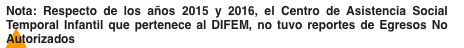 Nota: Respecto de los años 2015 y 2016, el Centro de Asistencia Social
Temporal Infantil que pertenece al DIFEM, no tuvo reportes de Egresos No
Autorizados